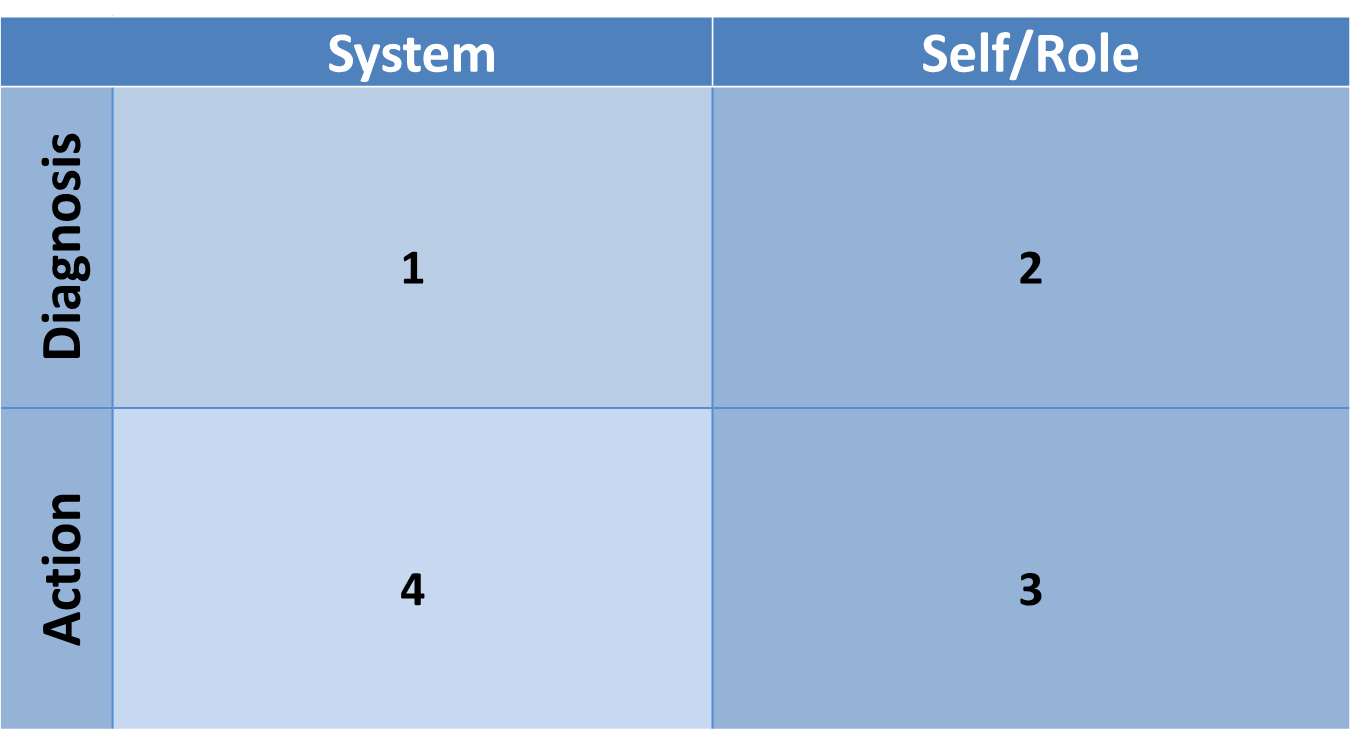 System
Self/Role
Diagnosis
1
2
Action
4
3